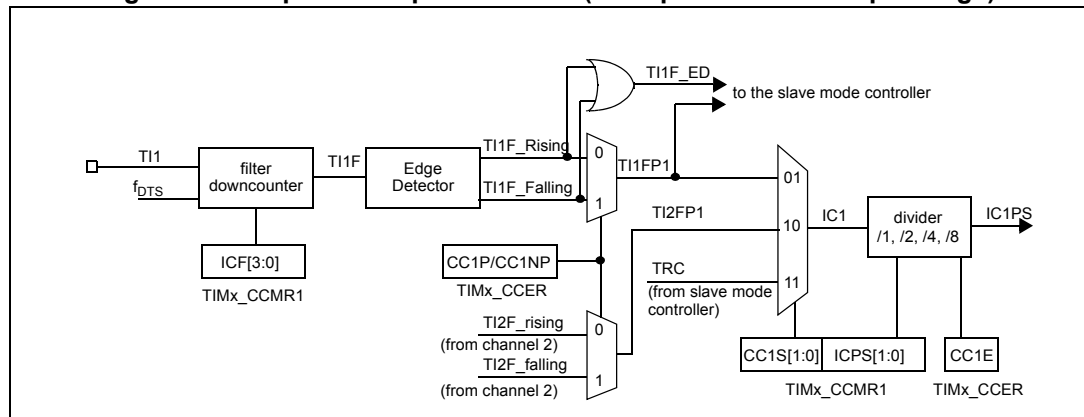 TI1F_ED
to the slave mode controller
TI1
f_DTS
filter
downcounter
TI1F
Edge
Detector
TI1F_Rising
TI1F_Falling
0
1
TI1FP1
TI2FP1
01
10
11
IC1
divider
/1, /2, /4, /8
IC1PS
ICF[3:0]
TIMx_CCMR1
CC1P/CC1NP
TIMx_CCER
TRC
(from slave mode
controller)
TI2F_rising
(from channel 2)
TI2F_falling
(from channel 2)
0
1
CC1S[1:0]
ICPS[1:0]
CC1E
TIMx_CCMR1
TIMx_CCER